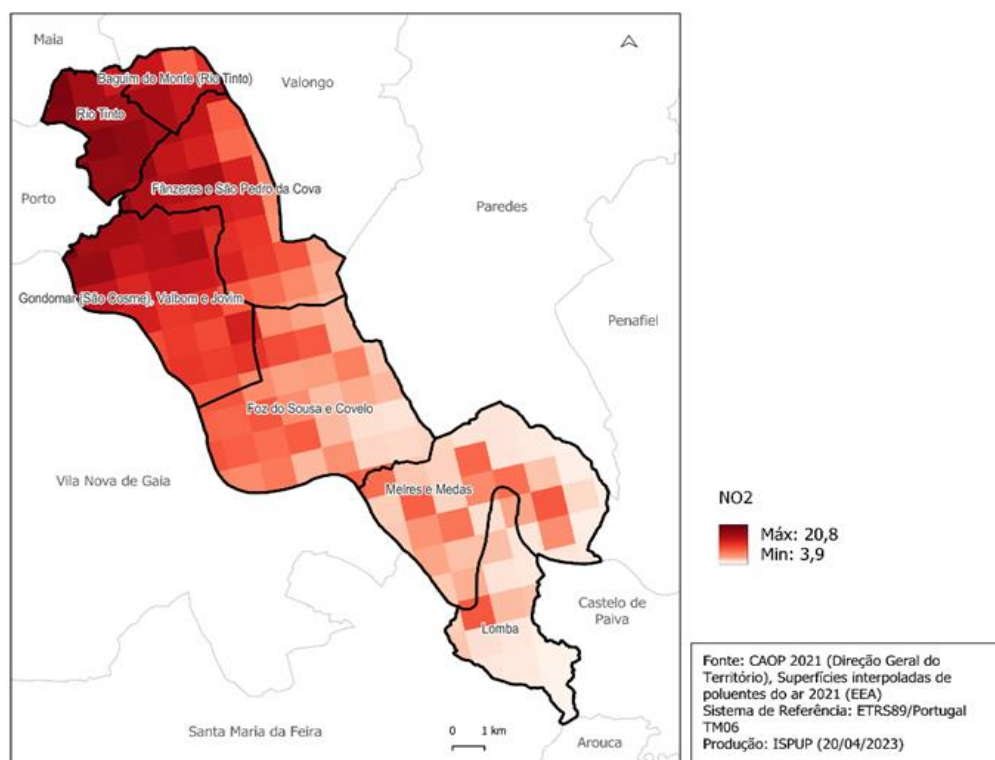 Maia
Baguim do Monte (Rio Tinto)
Valongo
Rio Tinto
Fânzeres e São Pedro da Cova
Porto
Paredes
Gondomar (São Cosme), Valbom e Jovim
Penafiel
Foz do Sousa e Covelo
Vila Nova de Gaia
Melres e Medas
NO2
Máx: 20,8
Min: 3,9
Castelo de
Paiva
Lomba
Santa Maria da Feira
0 1 km
Arouca
Fonte: CAOP 2021 (Direção Geral do
Território), Superfícies interpoladas de
poluentes do ar 2021 (EEA)
Sistema de Referência: ETRS89/Portugal
TM06
Produção: ISPUP (20/04/2023)